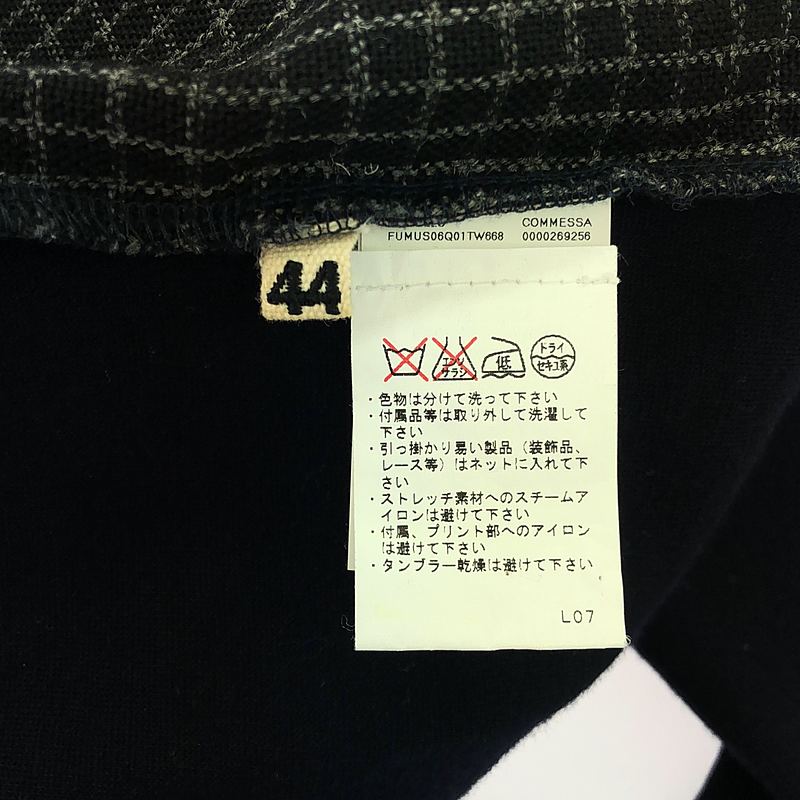 COMMESSA
FUMUS06Q01TW668 0000269256
44
エンソ
サラシ
低
ドライ
セキユ系
・色物は分けて洗って下さい
・付属品等は取り外して洗濯して
下さい
・引っ掛かり易い製品（装飾品、
レース等）はネットに入れて下
さい
・ストレッチ素材へのスチームア
イロンは避けて下さい
・付属、プリント部へのアイロン
は避けて下さい
・タンブラー乾燥は避けて下さい
L07